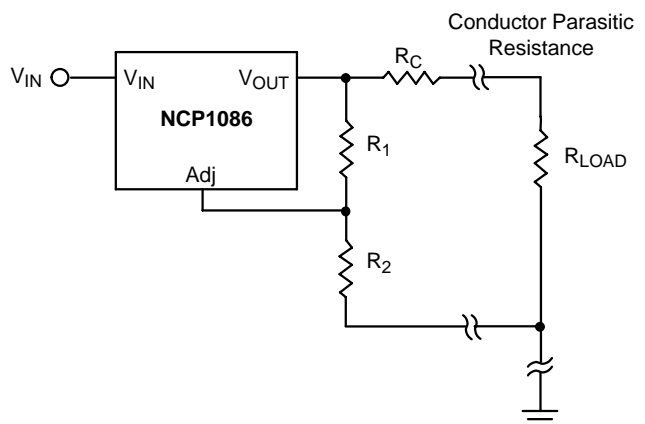 Conductor Parasitic
Resistance
V_IN
V_IN
V_OUT
R_C
NCP1086
R_1
R_LOAD
Adj
R_2